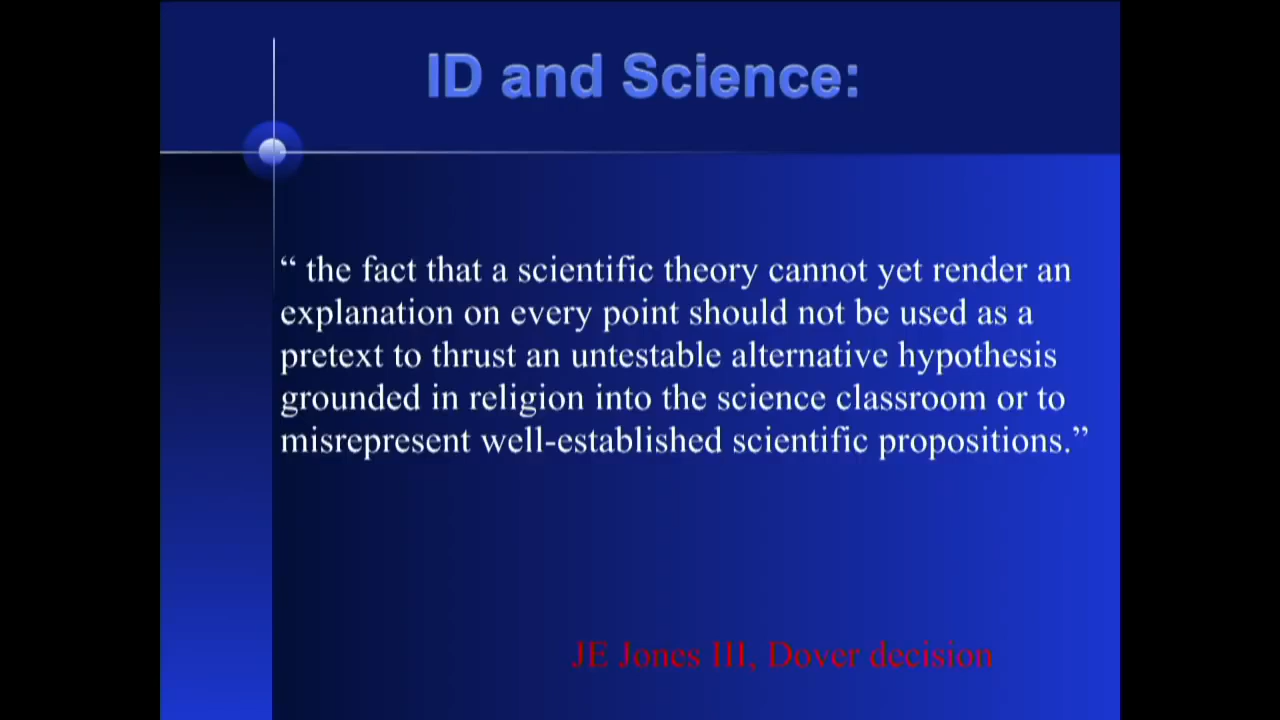 ID and Science:
“ the fact that a scientific theory cannot yet render an
explanation on every point should not be used as a
pretext to thrust an untestable alternative hypothesis
grounded in religion into the science classroom or to
misrepresent well-established scientific propositions.”
JE Jones III, Dover decision